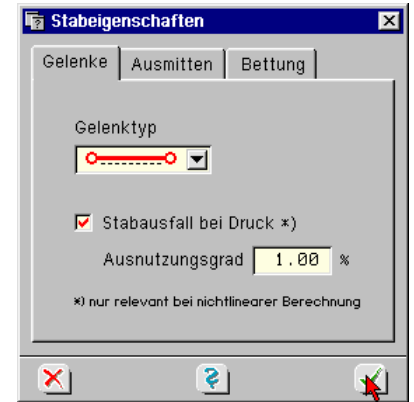 Stabeigenschaften
Gelenke Ausmitten Bettung
Gelenktyp
Stabausfall bei Druck *)
Ausnutzungsgrad 1.00 %
*) nur relevant bei nichtlinearer Berechnung